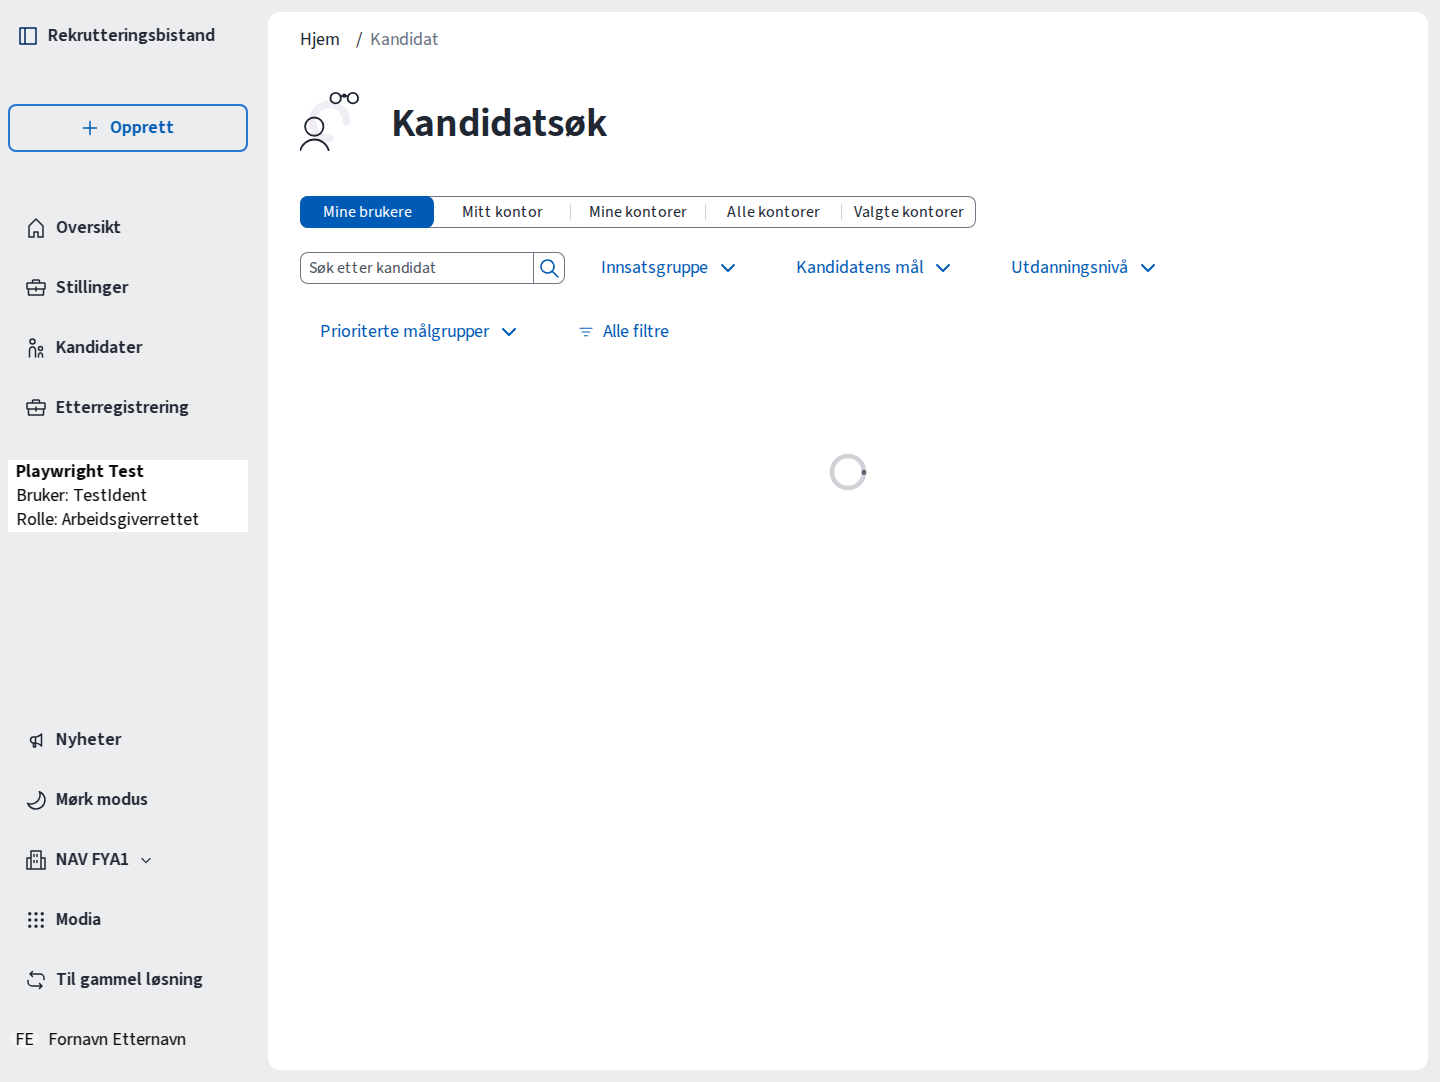 Rekrutteringsbistand
Opprett
Oversikt
Stillinger
Kandidater
Etterregistrering
Playwright Test
Bruker: TestIdent
Rolle: Arbeidsgiverrettet
Nyheter
Mørk modus
NAV FYA1
Modia
Til gammel løsning
FE Fornavn Etternavn
Hjem / Kandidat
Kandidatsøk
Mine brukere Mitt kontor Mine kontorer Alle kontorer Valgte kontorer
Søk etter kandidat Innsatsgruppe Kandidatens mål Utdanningsnivå
Prioriterte målgrupper Alle filtre